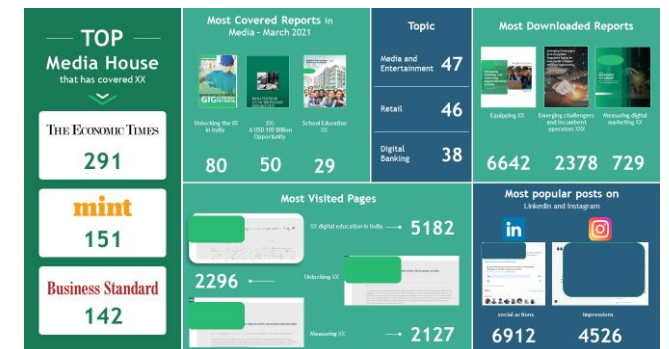 TOP
Media House
that has covered XX
THE ECONOMIC TIMES
291
mint
151
Business Standard
142
Most Covered Reports in
Media - March 2021
Unlocking the XX
in India
80
XX:
A USD 100 Billion
Opportunity
50
School Education
XX
29
Topic
Media and
Entertainment 47
Retail 46
Digital
Banking 38
Most Downloaded Reports
Equipping XX
6642
Emerging challengers
and incumbent
operators XXX
2378
Measuring digital
marketing XX
729
Most Visited Pages
XX digital education in India
5182
2296
Unlocking XX
Measuring XX
2127
Most popular posts on
LinkedIn and Instagram
in
social actions
6912
impressions
4526